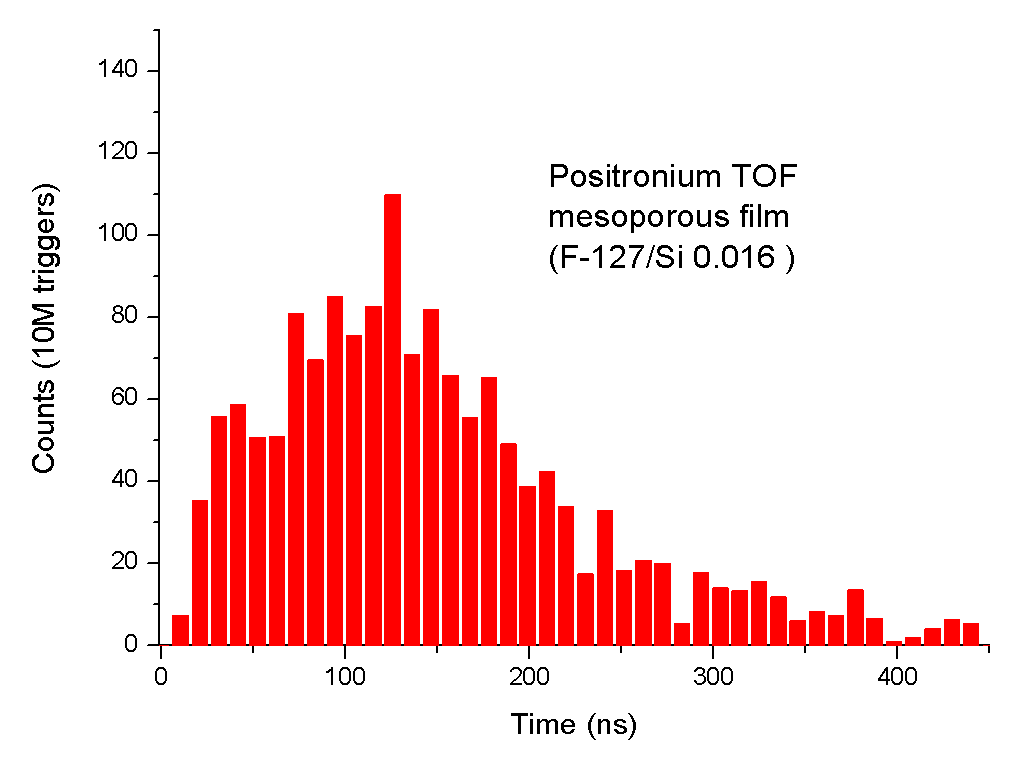 140
120
100
80
60
40
20
0
Counts (10M triggers)
Positronium TOF
mesoporous film
(F-127/Si 0.016 )
0 100 200 300 400
Time (ns)